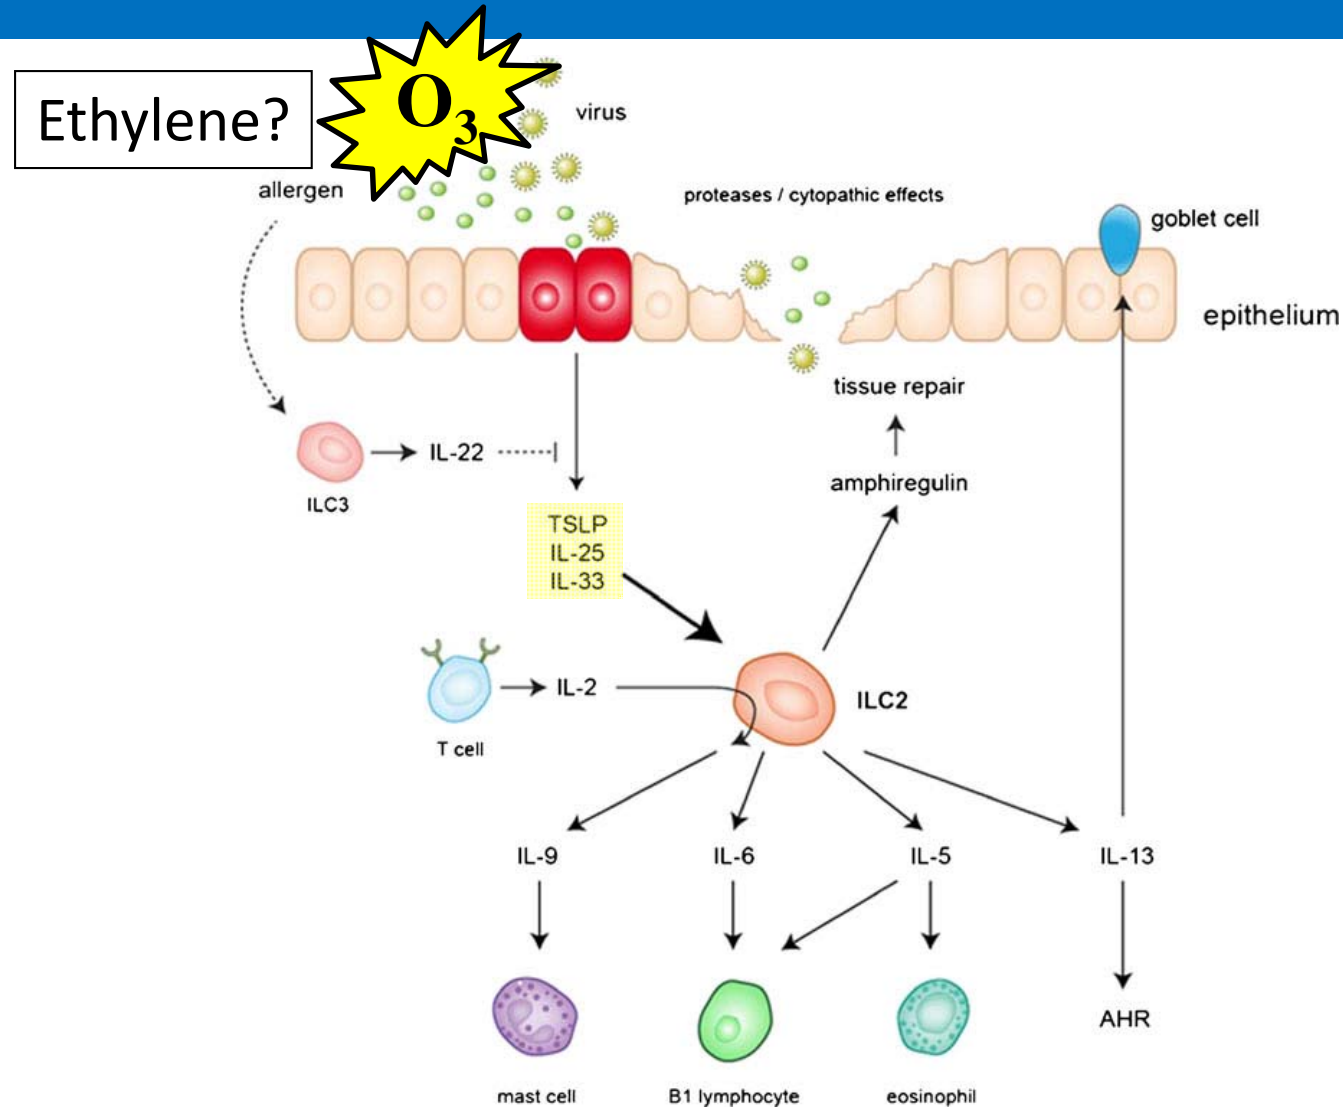 Ethylene?
O₃
virus
allergen
proteases / cytopathic effects
goblet cell
epithelium
tissue repair
IL-22
ILC3
amphiregulin
TSLP
IL-25
IL-33
IL-2
ILC2
T cell
IL-9
IL-6
IL-5
IL-13
AHR
mast cell
B1 lymphocyte
eosinophil